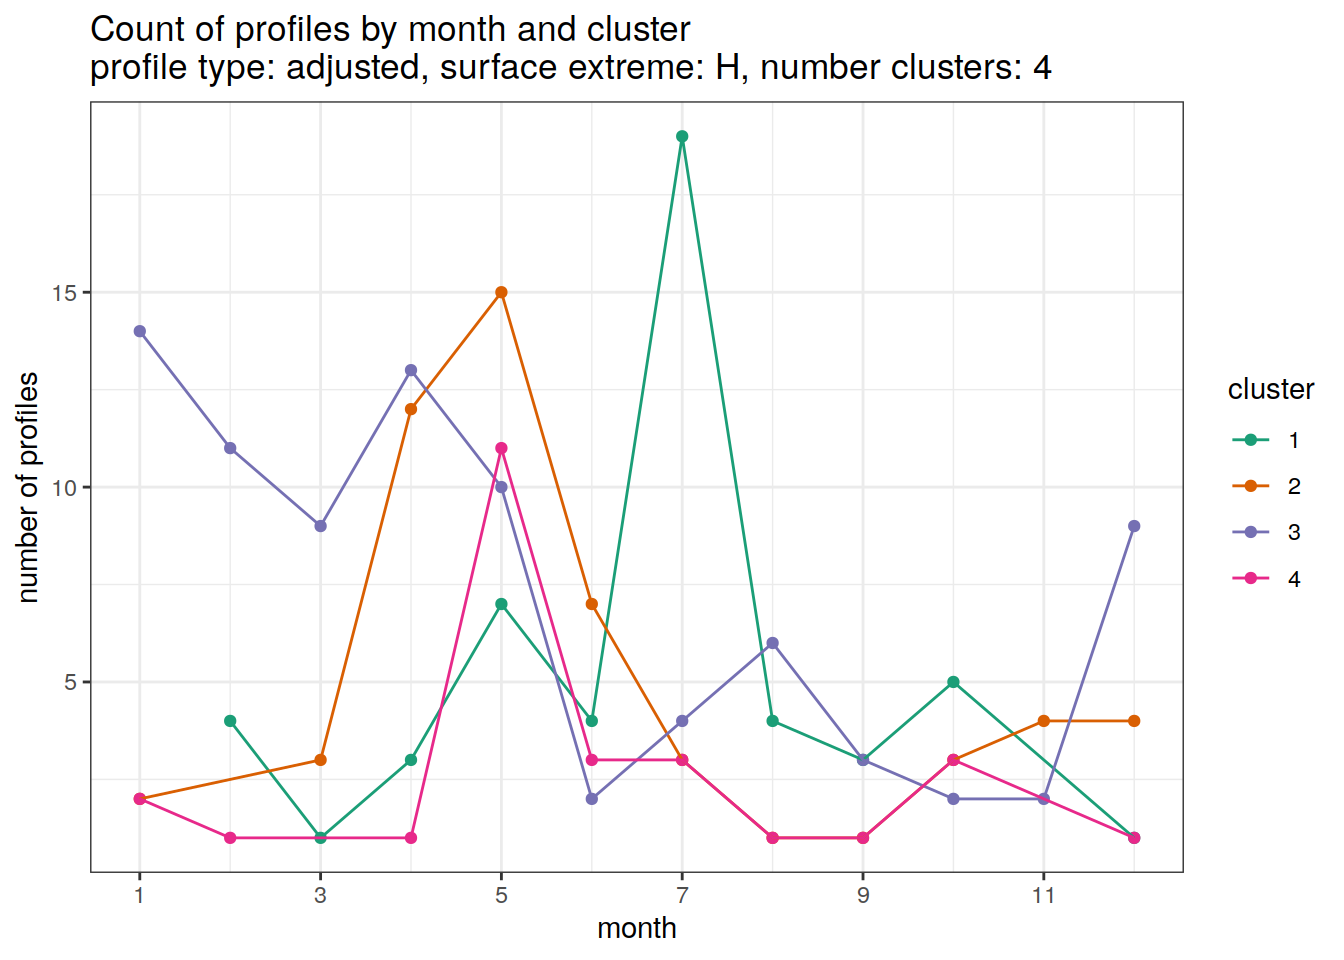 Count of profiles by month and cluster
profile type: adjusted, surface extreme: H, number clusters: 4
15
10
5
number of profiles
1 3 5 7 9 11
month
cluster
1
2
3
4